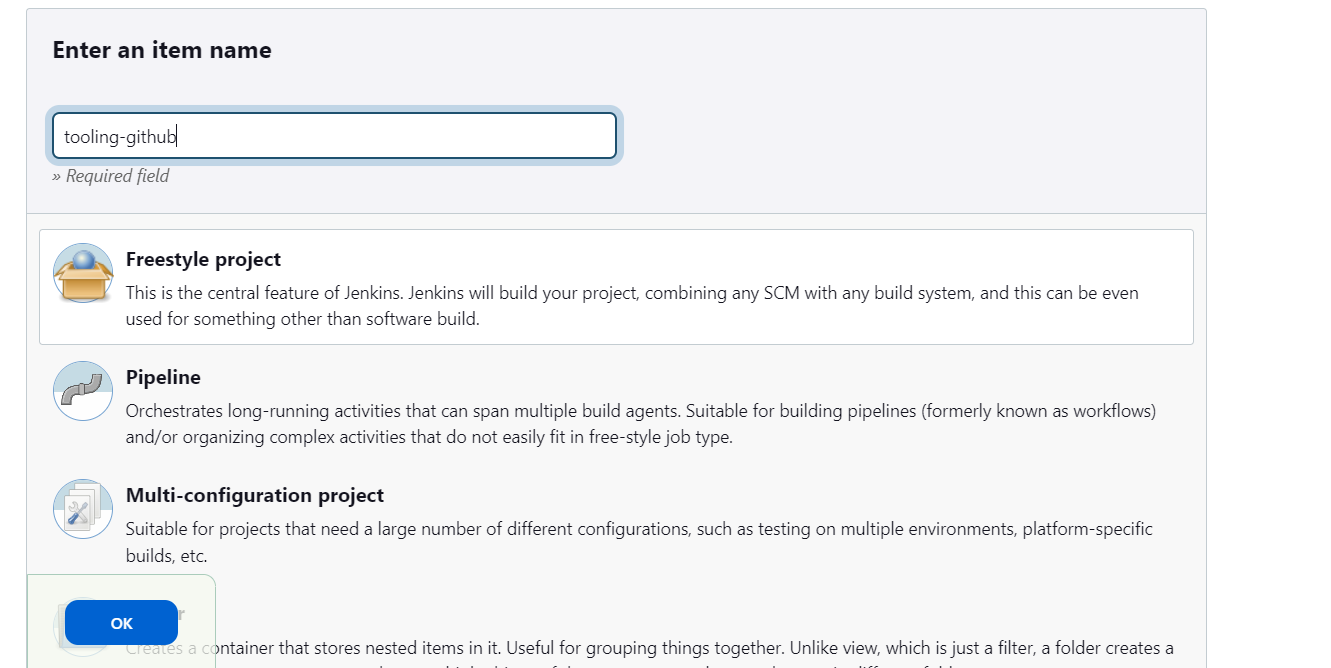 Enter an item name
tooling-github
» Required field
Freestyle project
This is the central feature of Jenkins. Jenkins will build your project, combining any SCM with any build system, and this can be even
used for something other than software build.
Pipeline
Orchestrates long-running activities that can span multiple build agents. Suitable for building pipelines (formerly known as workflows)
and/or organizing complex activities that do not easily fit in free-style job type.
Multi-configuration project
Suitable for projects that need a large number of different configurations, such as testing on multiple environments, platform-specific
builds, etc.
OK
Creates a container that stores nested items in it. Useful for grouping things together. Unlike view, which is just a filter, a folder creates a